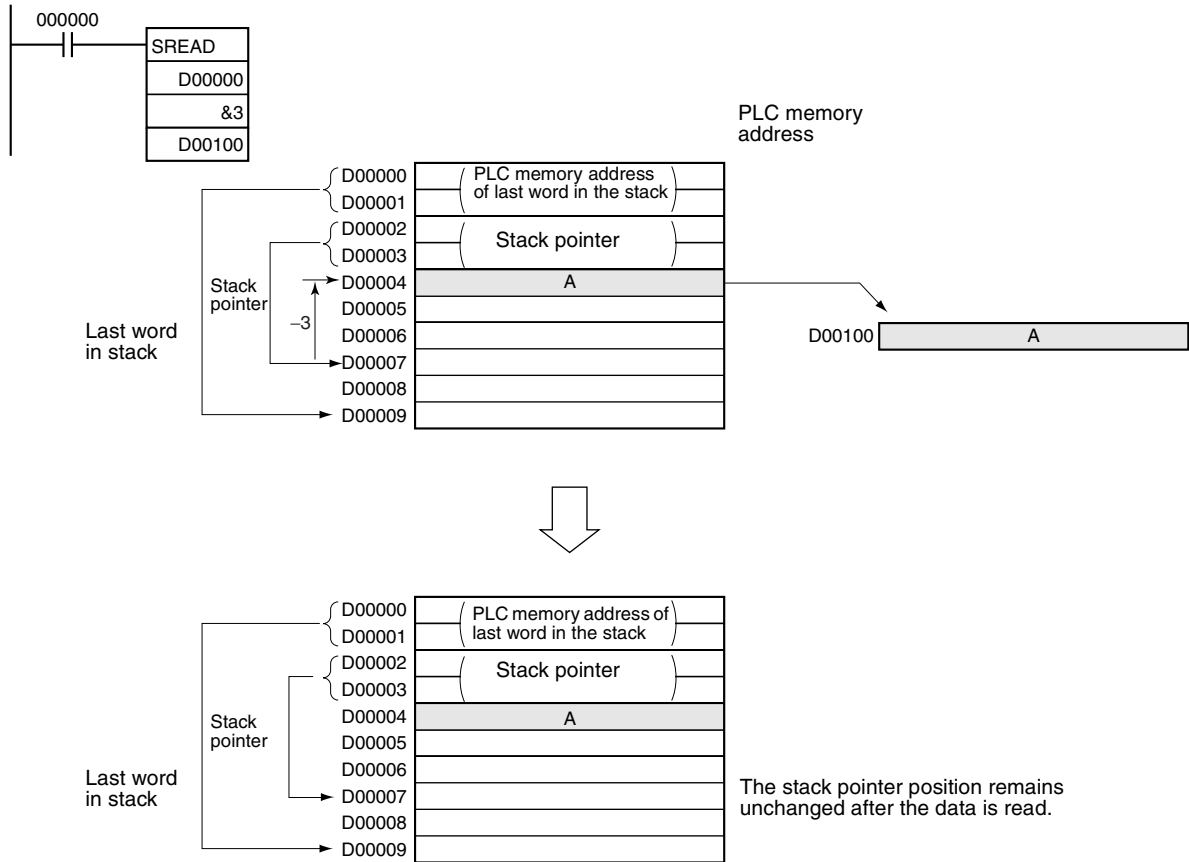 000000
SREAD
D00000
&3
D00100
PLC memory
address
D00000
D00001
D00002
D00003
D00004
D00005
D00006
D00007
D00008
D00009
PLC memory address
of last word in the stack
Stack pointer
A
Stack
pointer
−3
Last word
in stack
D00100
A
D00000
D00001
D00002
D00003
D00004
D00005
D00006
D00007
D00008
D00009
PLC memory address of
last word in the stack
Stack pointer
A
Stack
pointer
Last word
in stack
The stack pointer position remains
unchanged after the data is read.